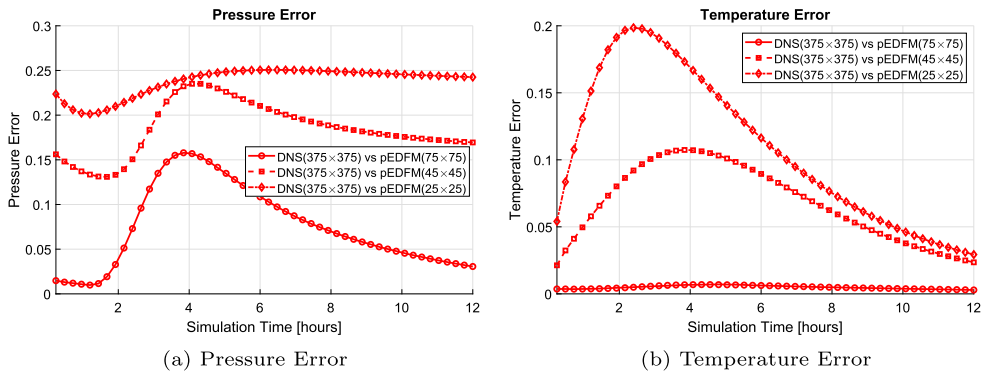 Pressure Error
0.3
0.25
0.2
0.15
0.1
0.05
0
Pressure Error
DNS(375×375) vs pEDFM(75×75)
DNS(375×375) vs pEDFM(45×45)
DNS(375×375) vs pEDFM(25×25)
2 4 6 8 10 12
Simulation Time [hours]
(a) Pressure Error
Temperature Error
0.2
0.15
0.1
0.05
0
Temperature Error
DNS(375×375) vs pEDFM(75×75)
DNS(375×375) vs pEDFM(45×45)
DNS(375×375) vs pEDFM(25×25)
2 4 6 8 10 12
Simulation Time [hours]
(b) Temperature Error